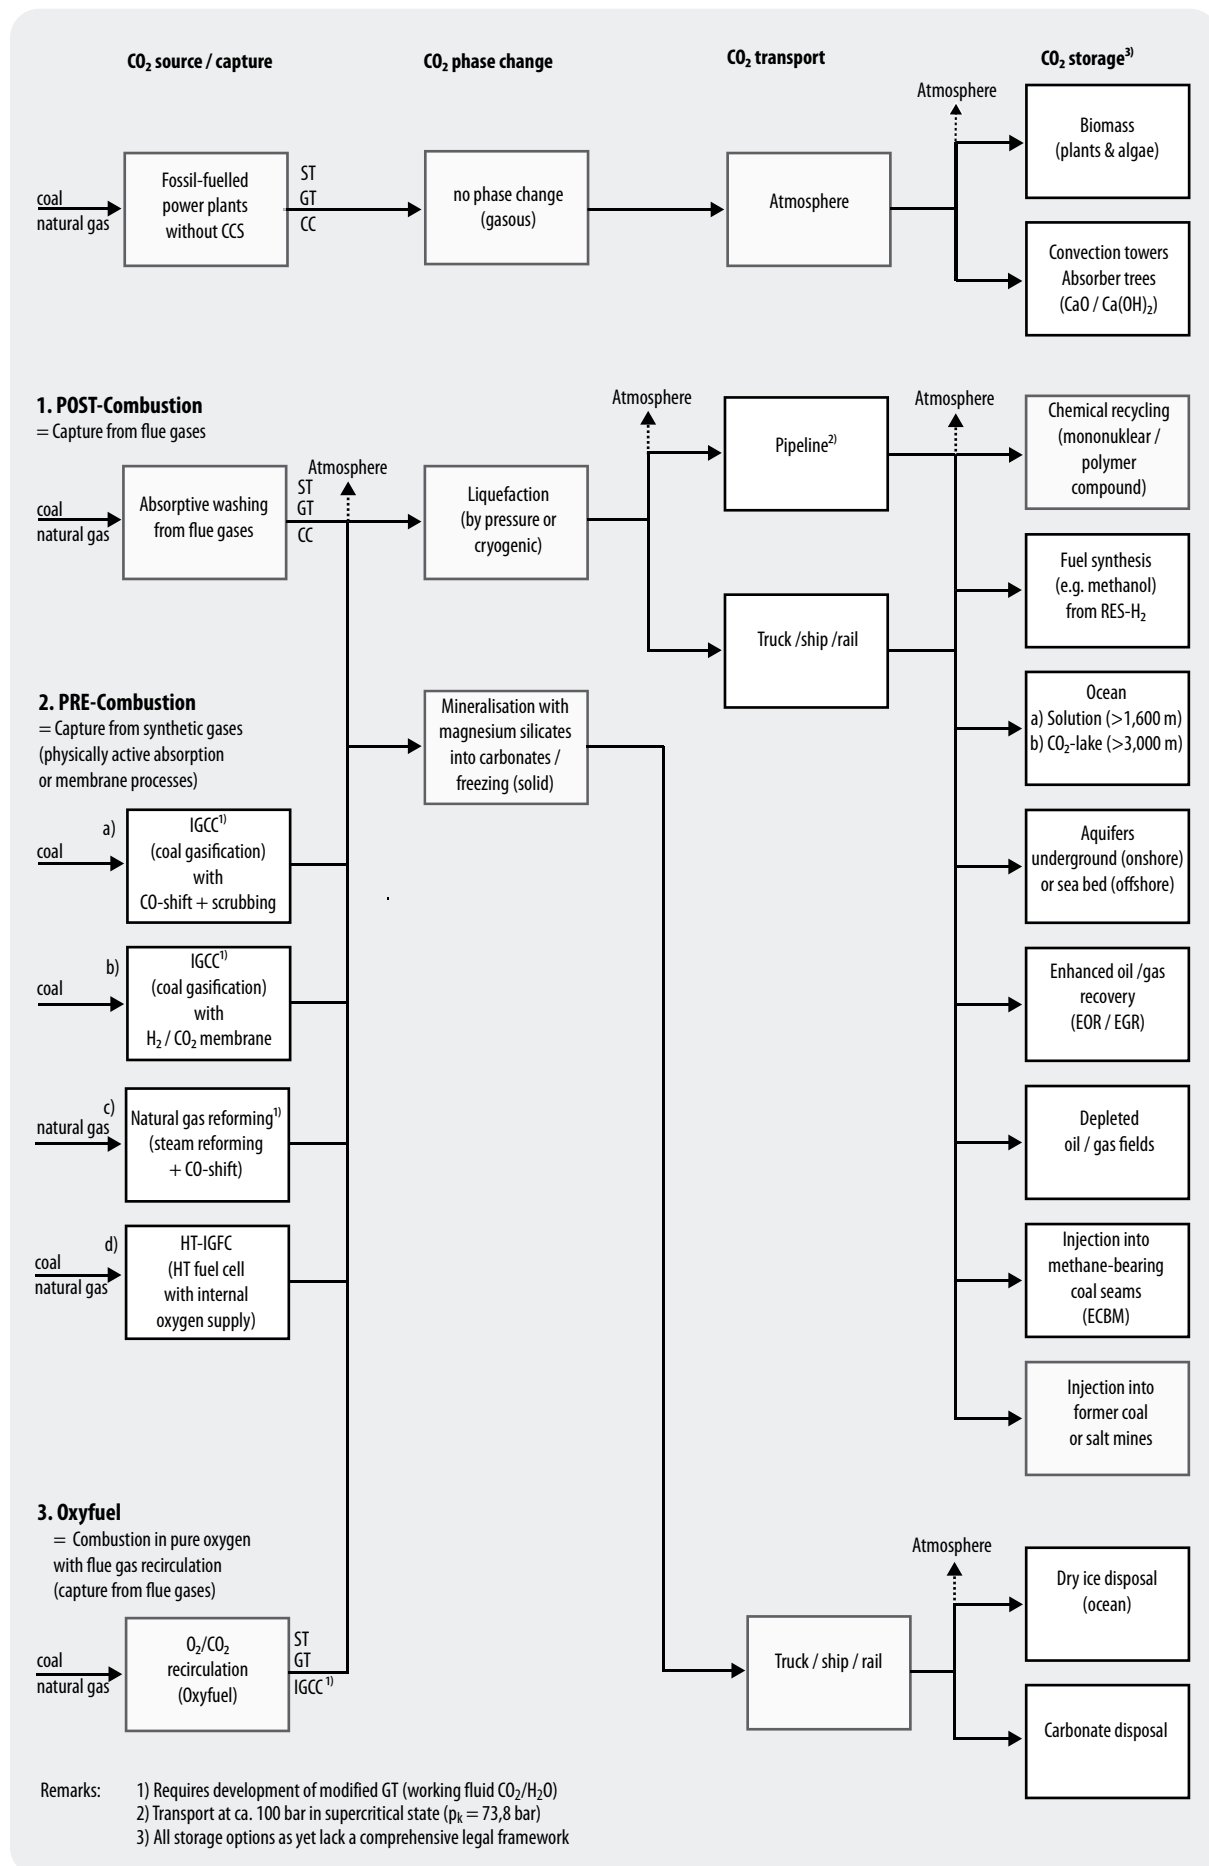 CO₂ source / capture
CO₂ phase change
CO₂ transport
CO₂ storage³⁾
coal
natural gas
Fossil-fuelled
power plants
without CCS
ST
GT
CC
no phase change
(gasous)
Atmosphere
Atmosphere
Biomass
(plants & algae)
Convection towers
Absorber trees
(CaO / Ca(OH)₂)
1. POST-Combustion
= Capture from flue gases
coal
natural gas
Absorptive washing
from flue gases
ST
GT
CC
Atmosphere
Liquefaction
(by pressure or
cryogenic)
Atmosphere
Pipeline²⁾
Truck /ship /rail
Atmosphere
Chemical recycling
(mononuklear /
polymer
compound)
Fuel synthesis
(e.g. methanol)
from RES-H₂
Ocean
a) Solution (>1,600 m)
b) CO₂-lake (>3,000 m)
Aquifers
underground (onshore)
or sea bed (offshore)
Enhanced oil /gas
recovery
(EOR / EGR)
Depleted
oil / gas fields
Injection into
methane-bearing
coal seams
(ECBM)
Injection into
former coal
or salt mines
2. PRE-Combustion
= Capture from synthetic gases
(physically active absorption
or membrane processes)
Mineralisation with
magnesium silicates
into carbonates /
freezing (solid)
a)
coal
IGCC¹⁾
(coal gasification)
with
CO-shift + scrubbing
b)
coal
IGCC¹⁾
(coal gasification)
with
H₂ / CO₂ membrane
c)
natural gas
Natural gas reforming¹⁾
(steam reforming
+ CO-shift)
d)
coal
natural gas
HT-IGFC
(HT fuel cell
with internal
oxygen supply)
3. Oxyfuel
= Combustion in pure oxygen
with flue gas recirculation
(capture from flue gases)
coal
natural gas
O₂/CO₂
recirculation
(Oxyfuel)
ST
GT
IGCC ¹⁾
Truck / ship / rail
Atmosphere
Dry ice disposal
(ocean)
Carbonate disposal
Remarks: 1) Requires development of modified GT (working fluid CO₂/H₂O)
2) Transport at ca. 100 bar in supercritical state (pₖ = 73,8 bar)
3) All storage options as yet lack a comprehensive legal framework